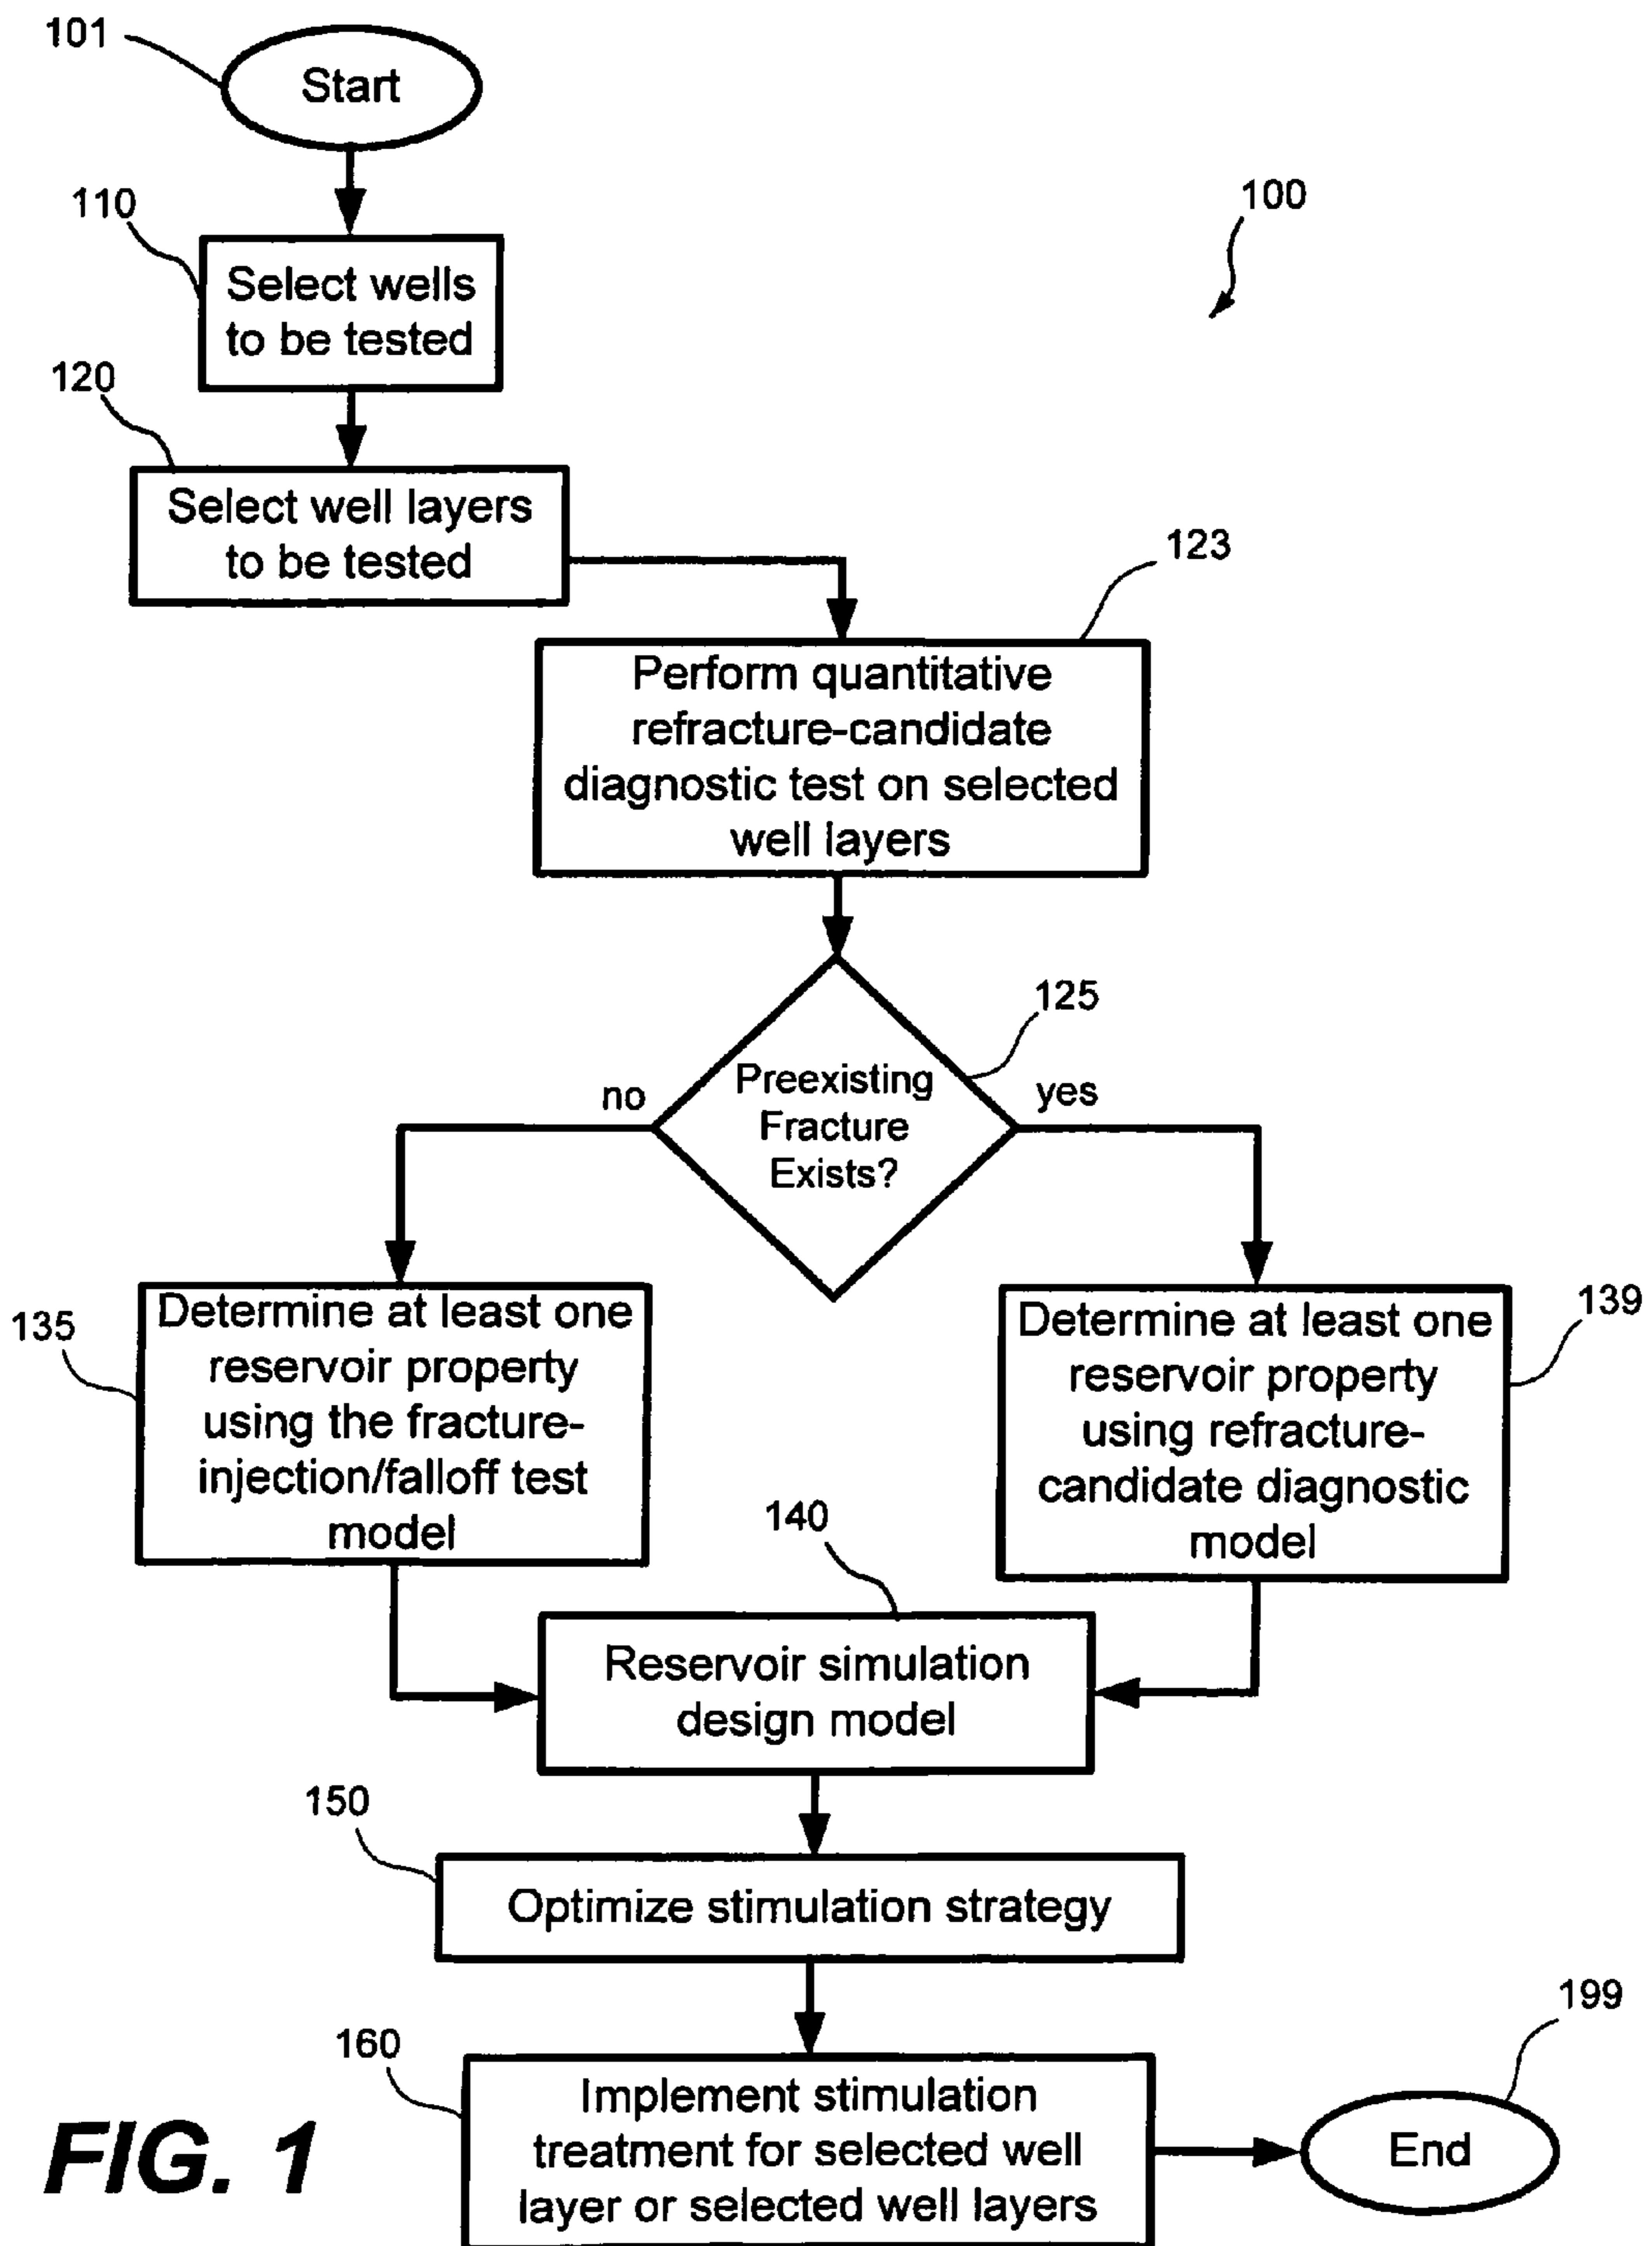 101
Start
110
100
Select wells
to be tested
120
Select well layers
to be tested
123
Perform quantitative
refracture-candidate
diagnostic test on selected
well layers
125
no
Preexisting
Fracture
Exists?
yes
135
Determine at least one
reservoir property
using the fracture-
injection/falloff test
model
139
Determine at least one
reservoir property
using refracture-
candidate diagnostic
model
140
Reservoir simulation
design model
150
Optimize stimulation strategy
160
Implement stimulation
treatment for selected well
layer or selected well layers
199
End
FIG. 1